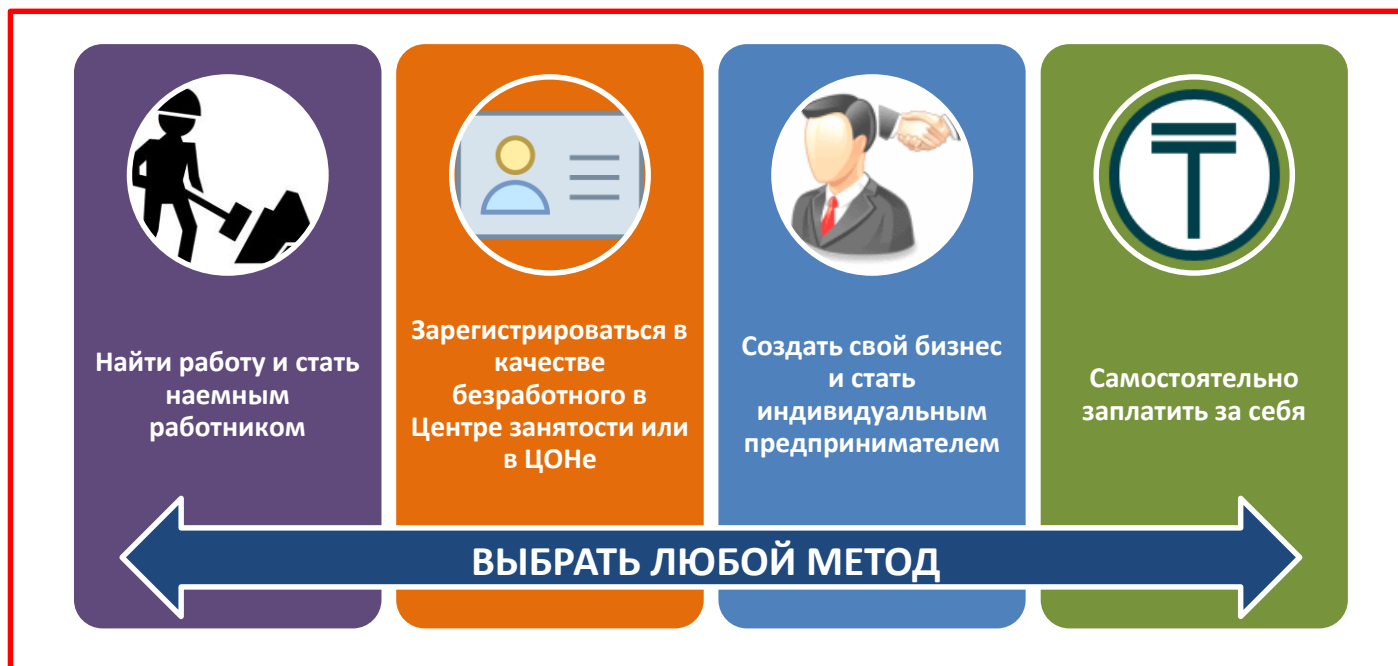 Найти работу и стать
наемным
работником
Зарегистрироваться в
качестве
безработного в
Центре занятости или
в ЦОНе
Создать свой бизнес
и стать
индивидуальным
предпринимателем
Самостоятельно
заплатить за себя
ВЫБРАТЬ ЛЮБОЙ МЕТОД